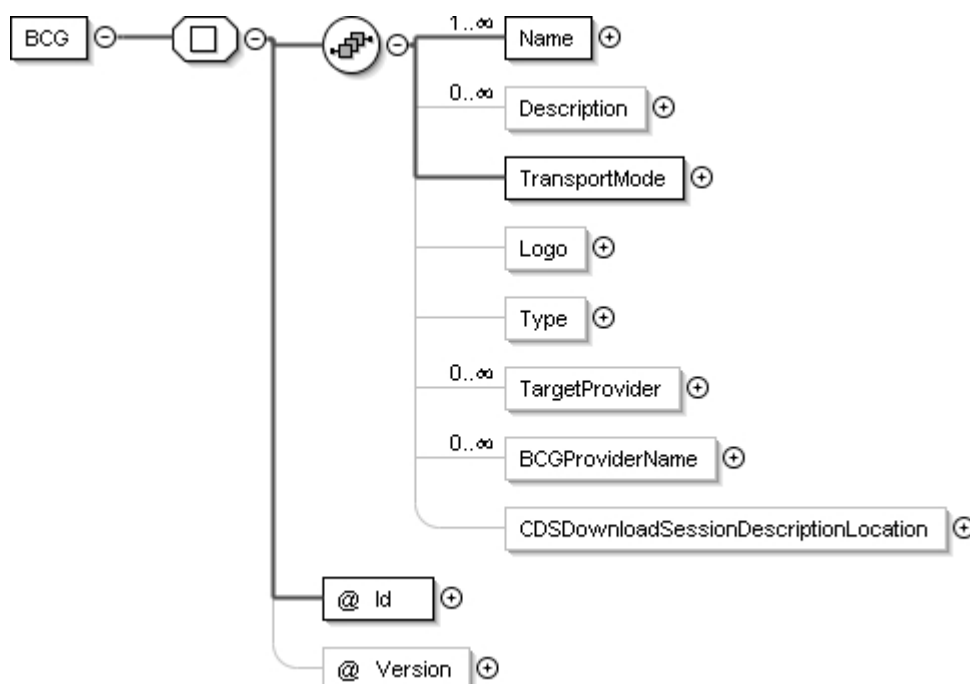 BCG
1..∞
Name
0..∞
Description
TransportMode
Logo
Type
0..∞
TargetProvider
0..∞
BCGProviderName
CDSDownloadSessionDescriptionLocation
@ Id
@ Version